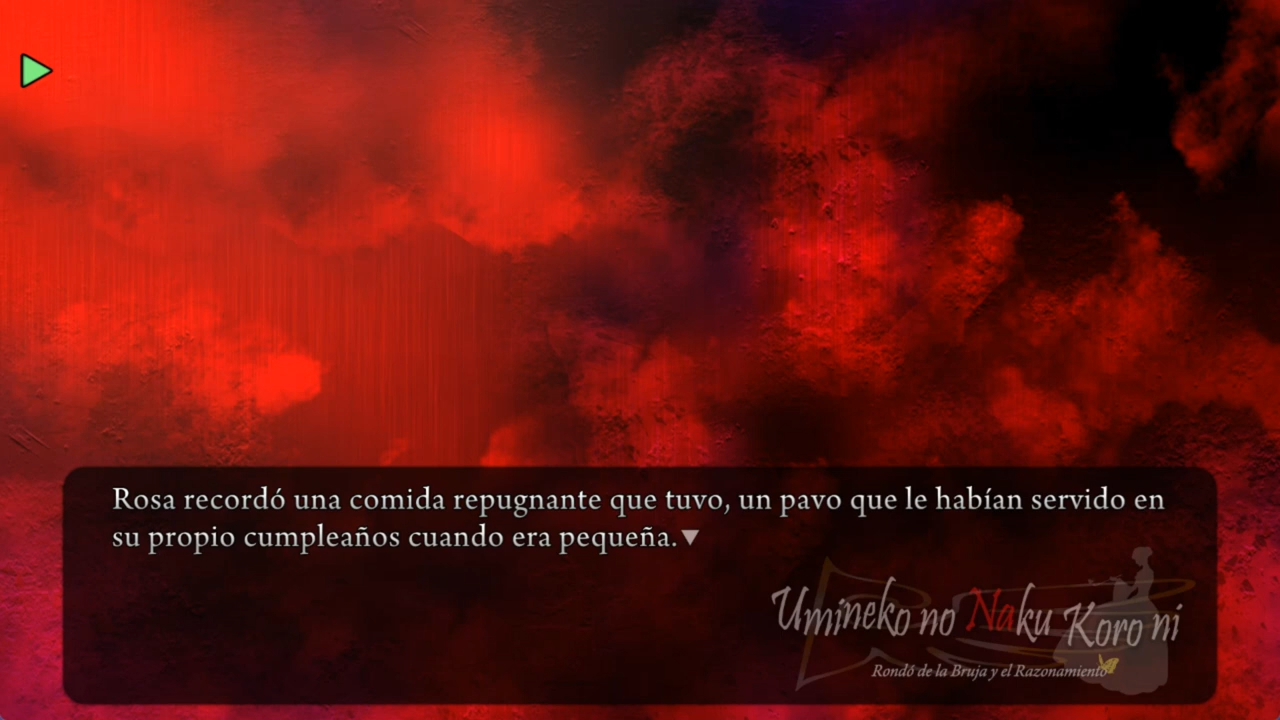 Rosa recordó una comida repugnante que tuvo, un pavo que le habían servido en
su propio cumpleaños cuando era pequeña.
Umineko no Naku Koro ni
Rondó de la Bruja y el Razonamiento